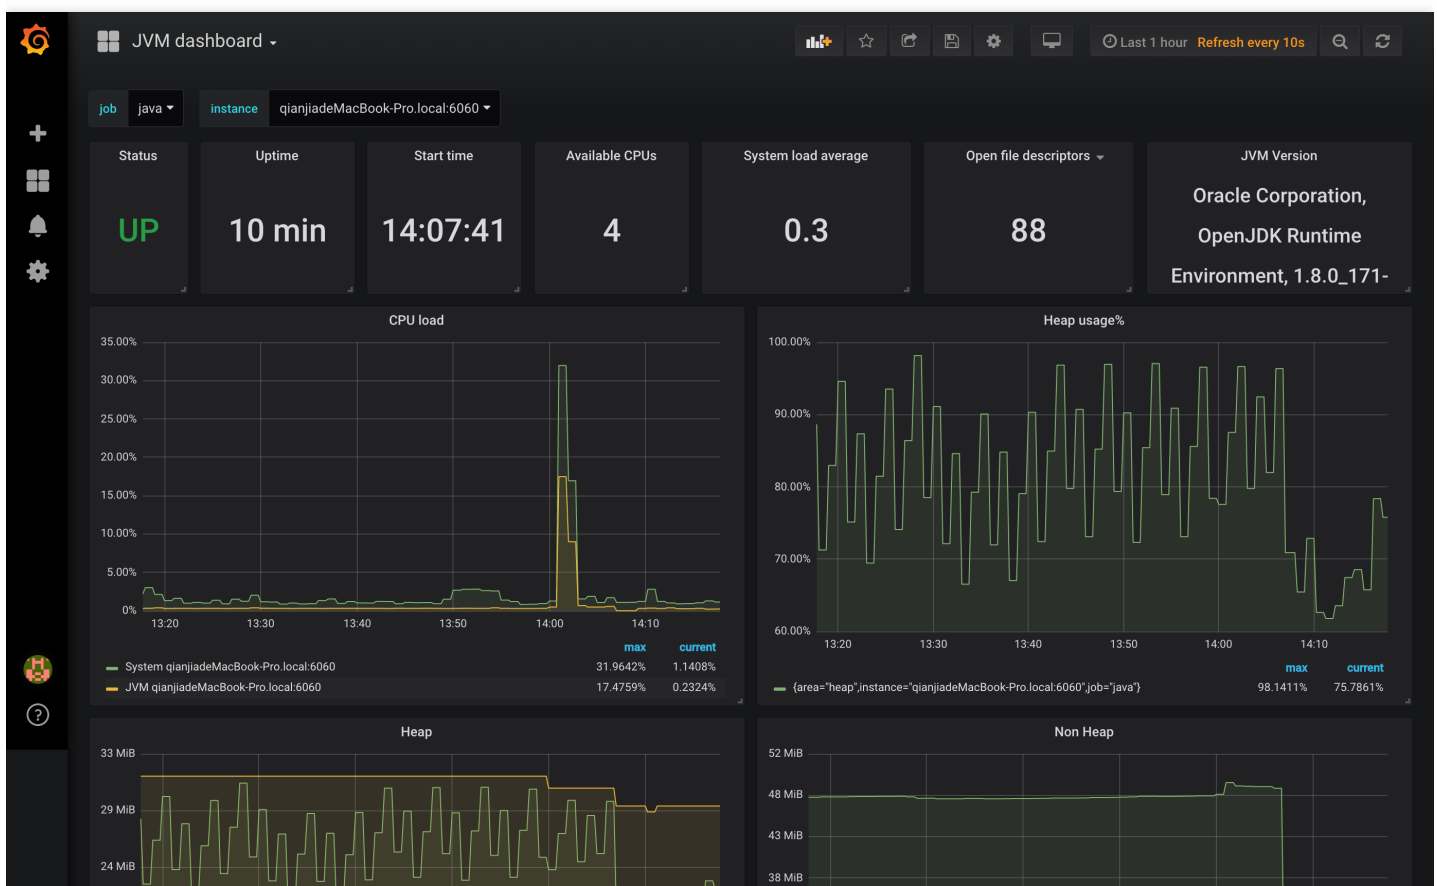 JVM dashboard
Last 1 hour Refresh every 10s
job java instance qianjiadeMacBook-Pro.local:6060
Status
UP
Uptime
10 min
Start time
14:07:41
Available CPUs
4
System load average
0.3
Open file descriptors
88
JVM Version
Oracle Corporation,
OpenJDK Runtime
Environment, 1.8.0_171-
CPU load
35.00%
30.00%
25.00%
20.00%
15.00%
10.00%
5.00%
0%
13:20 13:30 13:40 13:50 14:00 14:10
max current
System qianjiadeMacBook-Pro.local:6060 31.9642% 1.1408%
JVM qianjiadeMacBook-Pro.local:6060 17.4759% 0.2324%
Heap usage%
100.00%
90.00%
80.00%
70.00%
60.00%
13:20 13:30 13:40 13:50 14:00 14:10
max current
{area="heap",instance="qianjiadeMacBook-Pro.local:6060",job="java"} 98.1411% 75.7861%
Heap
33 MiB
29 MiB
24 MiB
Non Heap
52 MiB
48 MiB
43 MiB
38 MiB